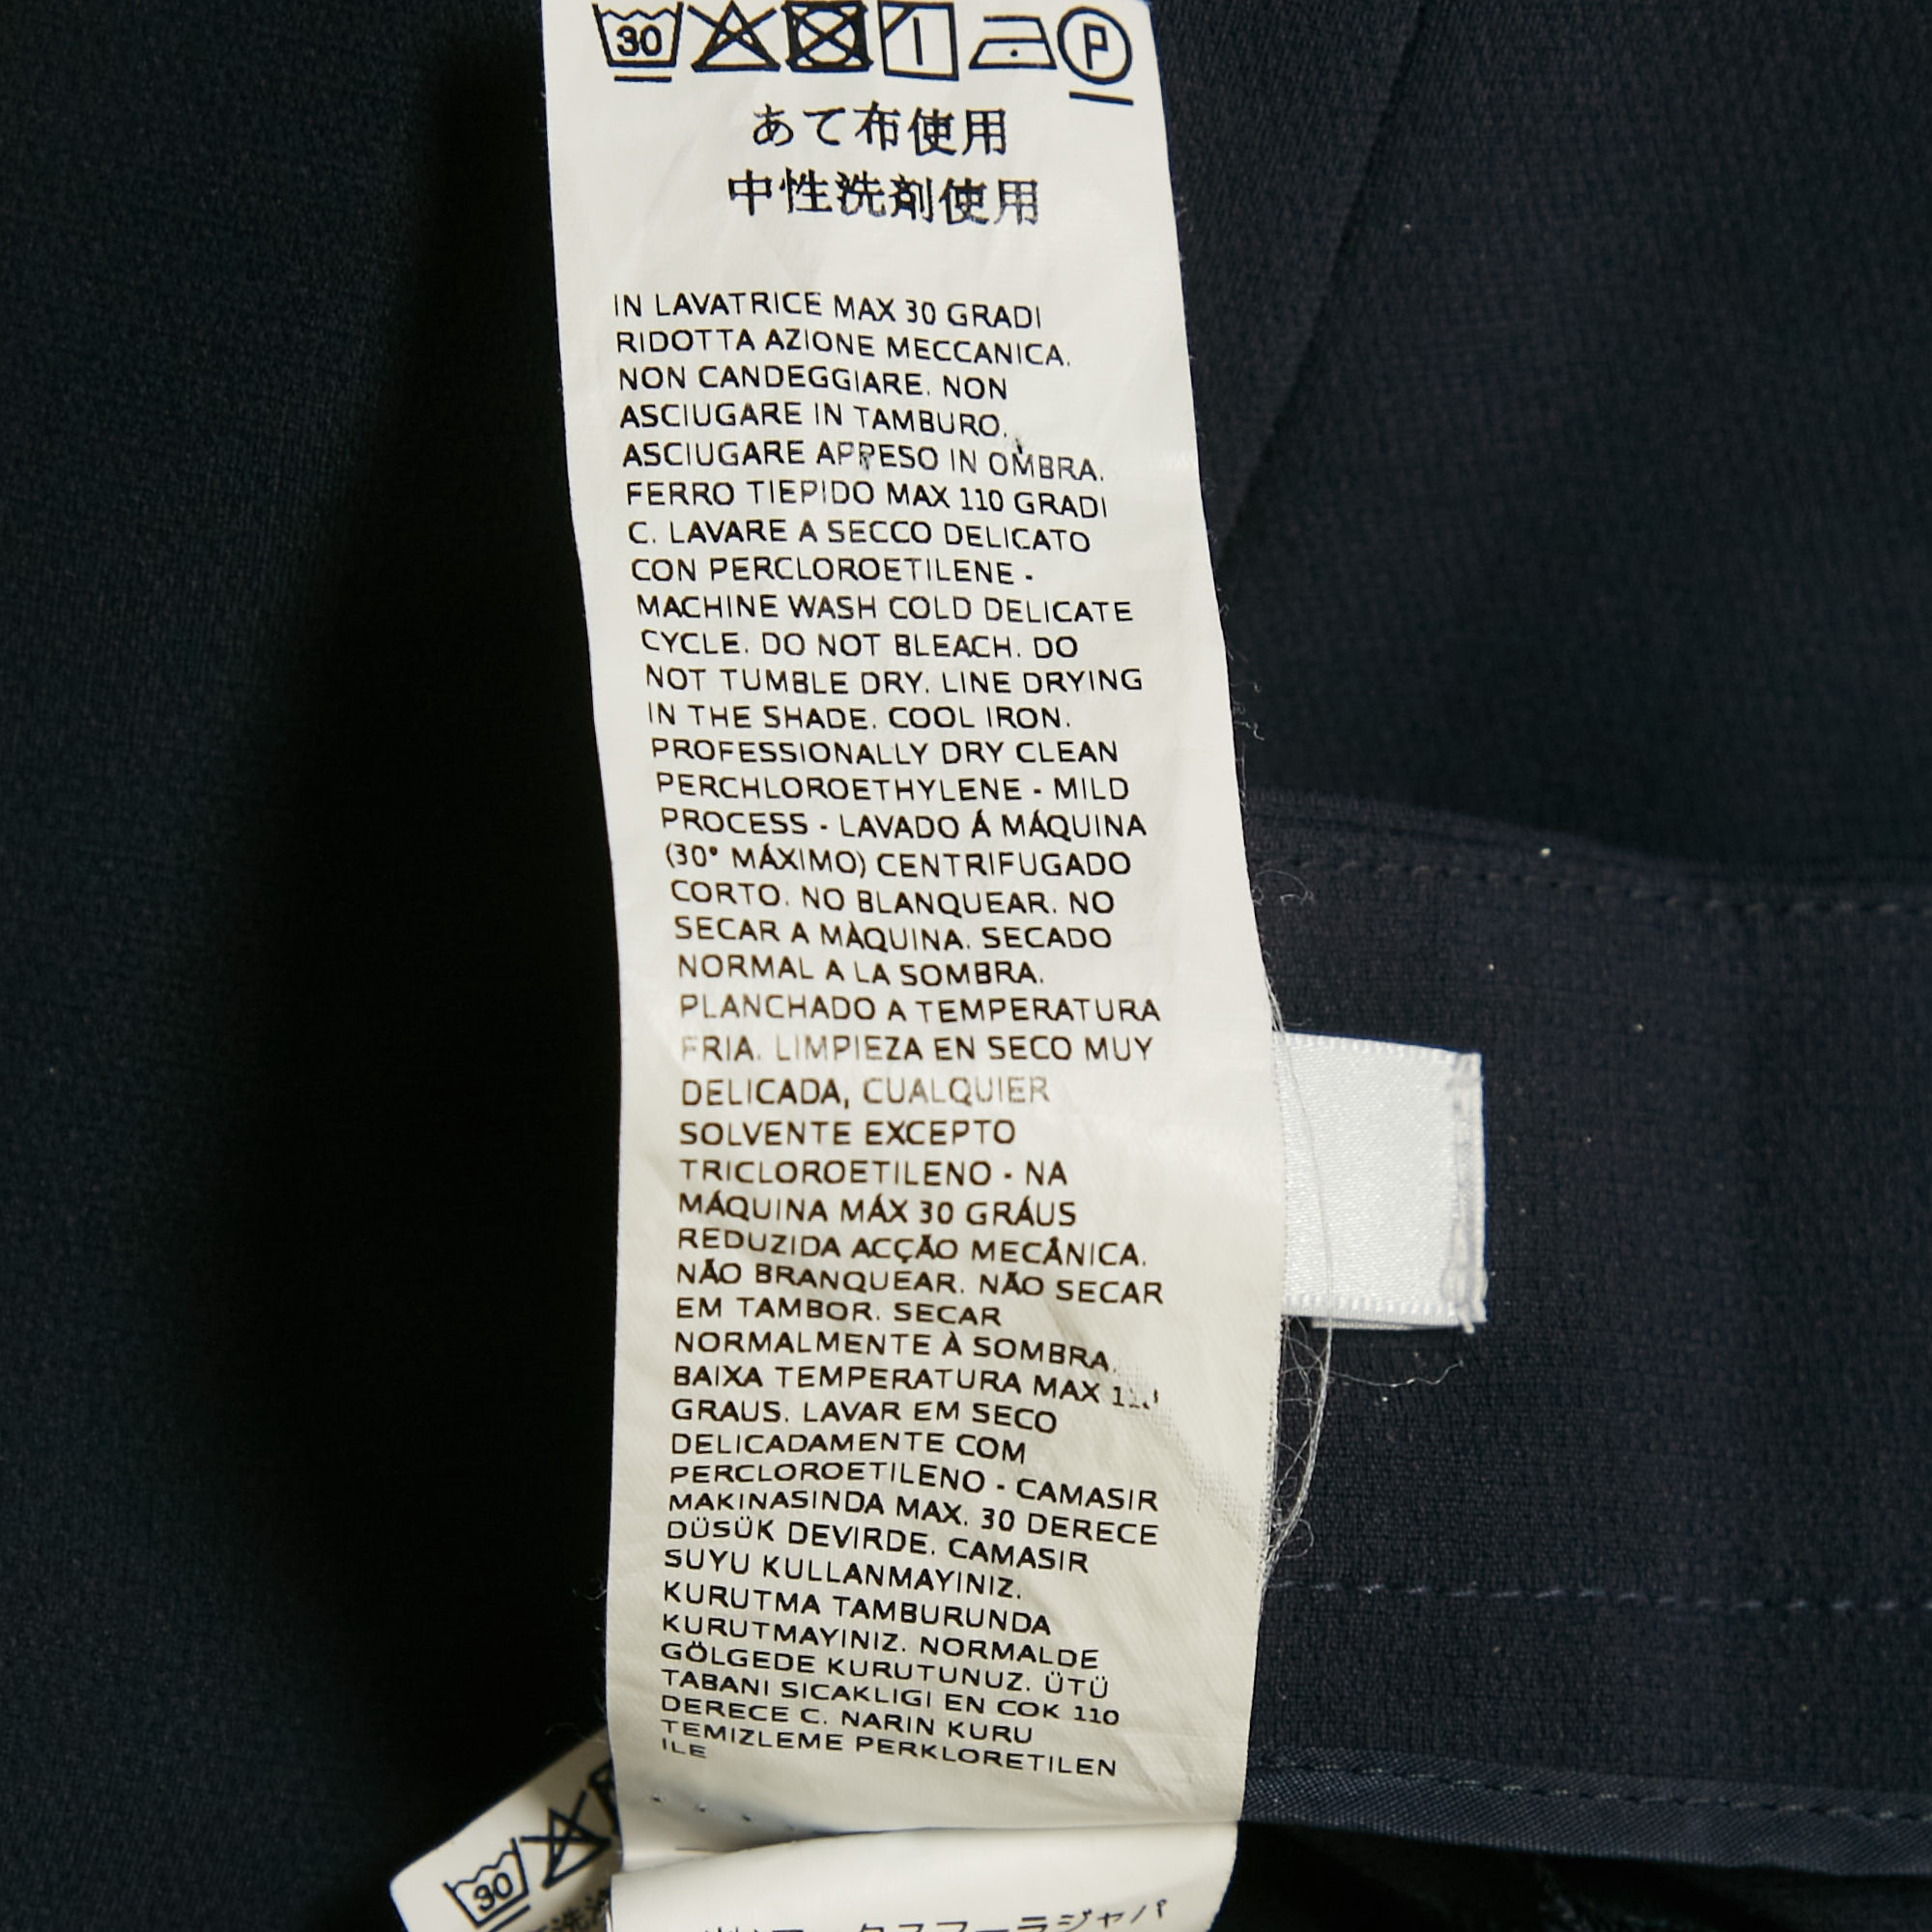 30
P
あて布使用
中性洗剤使用
IN LAVATRICE MAX 30 GRADI
RIDOTTA AZIONE MECCANICA.
NON CANDEGGIARE. NON
ASCIUGARE IN TAMBURO.
ASCIUGARE APPESO IN OMBRA.
FERRO TIEPIDO MAX 110 GRADI
C. LAVARE A SECCO DELICATO
CON PERCLOROETILENE -
MACHINE WASH COLD DELICATE
CYCLE. DO NOT BLEACH. DO
NOT TUMBLE DRY. LINE DRYING
IN THE SHADE. COOL IRON.
PROFESSIONALLY DRY CLEAN
PERCHLOROETHYLENE - MILD
PROCESS - LAVADO Á MÁQUINA
(30° MÁXIMO) CENTRIFUGADO
CORTO. NO BLANQUEAR. NO
SECAR A MÀQUINA. SECADO
NORMAL A LA SOMBRA.
PLANCHADO A TEMPERATURA
FRIA. LIMPIEZA EN SECO MUY
DELICADA, CUALQUIER
SOLVENTE EXCEPTO
TRICLOROETILENO - NA
MÁQUINA MÁX 30 GRÁUS
REDUZIDA ACÇÃO MECÂNICA.
NÃO BRANQUEAR. NÃO SECAR
EM TAMBOR. SECAR
NORMALMENTE À SOMBRA.
BAIXA TEMPERATURA MAX
GRAUS. LAVAR EM SECO
DELICADAMENTE COM
PERCLOROETILENO - CAMASIR
MAKINASINDA MAX. 30 DERECE
DÜSÜK DEVIRDE. CAMASIR
SUYU KULLANMAYINIZ.
KURUTMA TAMBURUNDA
KURUTMAYINIZ. NORMALDE
GÖLGEDE KURUTUNUZ. ÜTÜ
TABANI SICAKLIGI EN COK 110
DERECE C. NARIN KURU
TEMIZLEME PERKLORETILEN
ILE
30